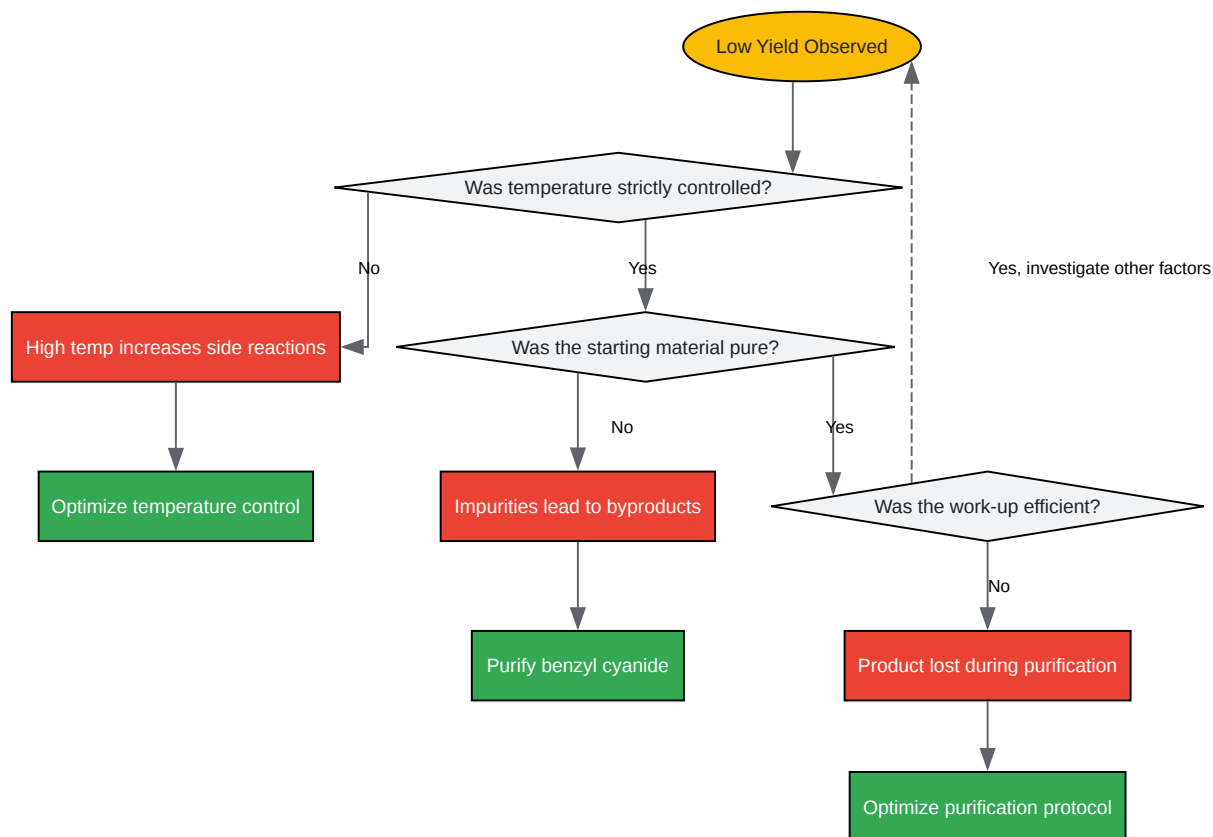 Low Yield Observed
Was temperature strictly controlled?
No
Yes
Yes, investigate other factors
High temp increases side reactions
Was the starting material pure?
No
Yes
Optimize temperature control
Impurities lead to byproducts
Was the work-up efficient?
No
Purify benzyl cyanide
Product lost during purification
Optimize purification protocol